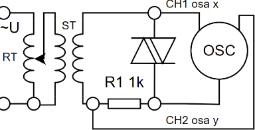 CH1 osa x
~U
ST
RT
OSC
R1 1k
CH2 osa y